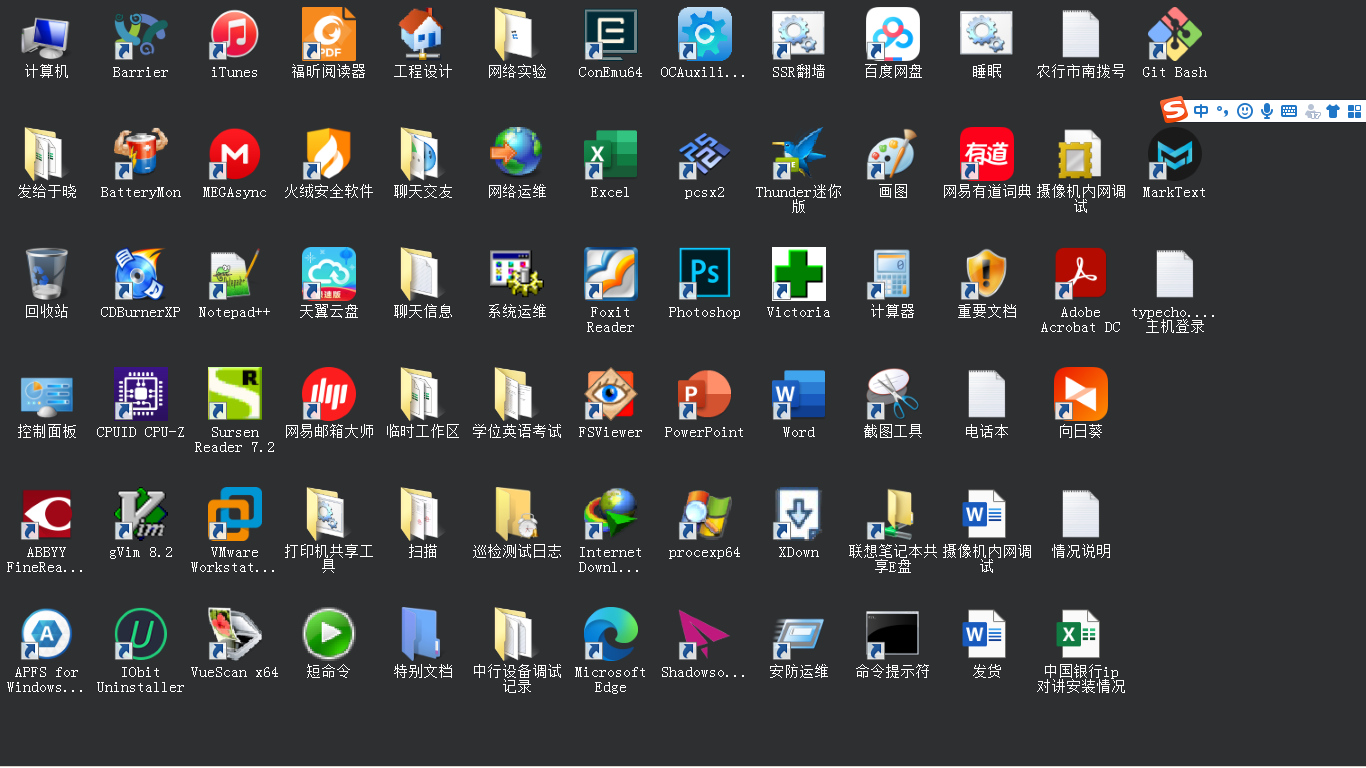 计算机
Barrier
iTunes
福昕阅读器
工程设计
网络实验
ConEmu64
OCAuxili...
SSR翻墙
百度网盘
睡眠
农行市南拨号
Git Bash
中
发给于晓
BatteryMon
MEGAsync
火绒安全软件
聊天交友
网络运维
Excel
pcsx2
Thunder迷你
版
画图
有道
网易有道词典
摄像机内网调
试
MarkText
回收站
CDBurnerXP
Notepad++
天翼云盘
聊天信息
系统运维
Foxit
Reader
Ps
Photoshop
Victoria
计算器
重要文档
Adobe
Acrobat DC
typecho....
主机登录
控制面板
CPUID CPU-Z
Sursen
Reader 7.2
网易邮箱大师
临时工作区
学位英语考试
FSViewer
PowerPoint
Word
截图工具
电话本
向日葵
ABBYY
FineRea...
gVim 8.2
VMware
Workstat...
打印机共享工
具
扫描
巡检测试日志
Internet
Downl...
procexp64
XDown
联想笔记本共
享E盘
摄像机内网调
试
情况说明
APFS for
Windows...
IObit
Uninstaller
VueScan x64
短命令
特别文档
中行设备调试
记录
Microsoft
Edge
Shadowso...
安防运维
命令提示符
发货
中国银行ip
对讲安装情况